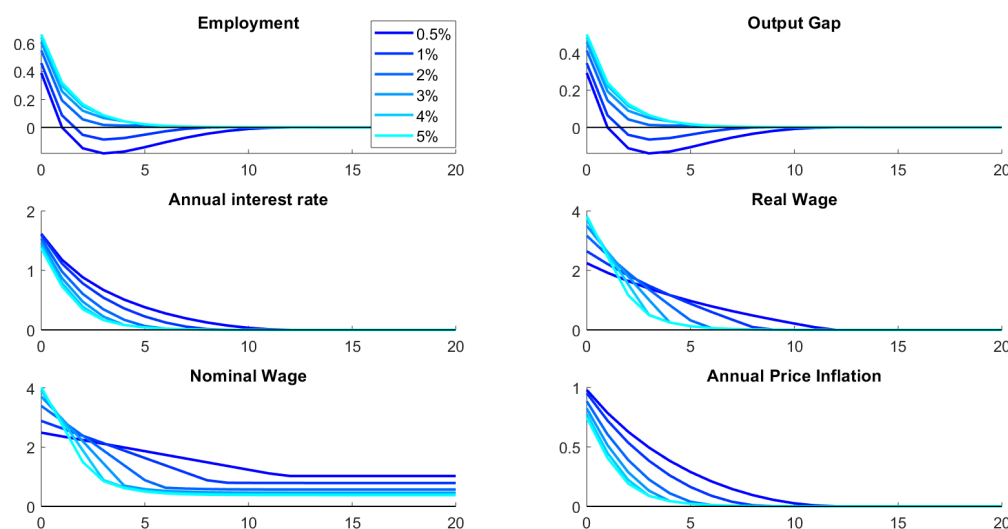 Employment
0.6
0.4
0.2
0
0 5 10 15 20
0.5%
1%
2%
3%
4%
5%
Output Gap
0.4
0.2
0
0 5 10 15 20
Annual interest rate
2
1
0
0 5 10 15 20
Real Wage
4
2
0
0 5 10 15 20
Nominal Wage
4
2
0
0 5 10 15 20
Annual Price Inflation
1
0.5
0
0 5 10 15 20